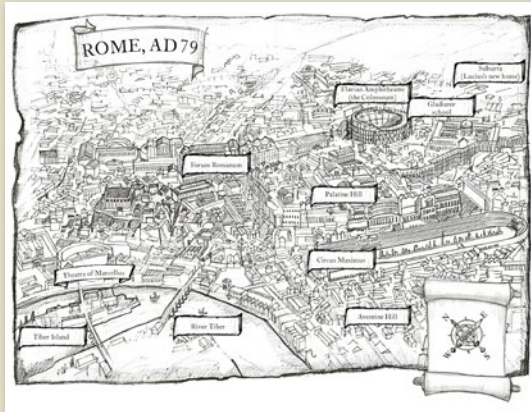 ROME, AD 79
Suburra
(Lucius's new home)
Flavian Amphitheatre
(the Colosseum)
Gladiator
school
Forum Romanum
Palatine Hill
Circus Maximus
Theatre of Marcellus
Aventine Hill
River Tiber
Tiber Island
N
E
W
S